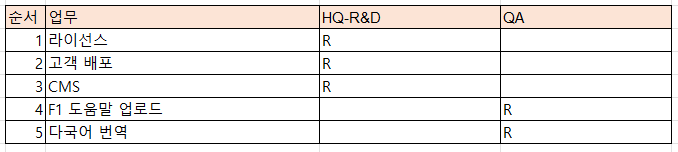 순서 업무 HQ-R&D QA
1 라이선스 R
2 고객 배포 R
3 CMS R
4 F1 도움말 업로드 R
5 다국어 번역 R